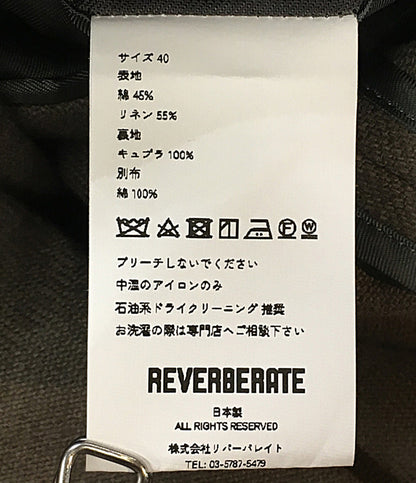 サイズ 40
表地
綿 45%
リネン 55%
裏地
キュプラ 100%
別布
綿 100%
ブリーチしないでください
中温のアイロンのみ
石油系ドライクリーニング 推奨
お洗濯の際は専門店へご相談下さい
REVERBERATE
日本製
ALL RIGHTS RESERVED
株式会社リバーバレイト
TEL: 03-5787-5479